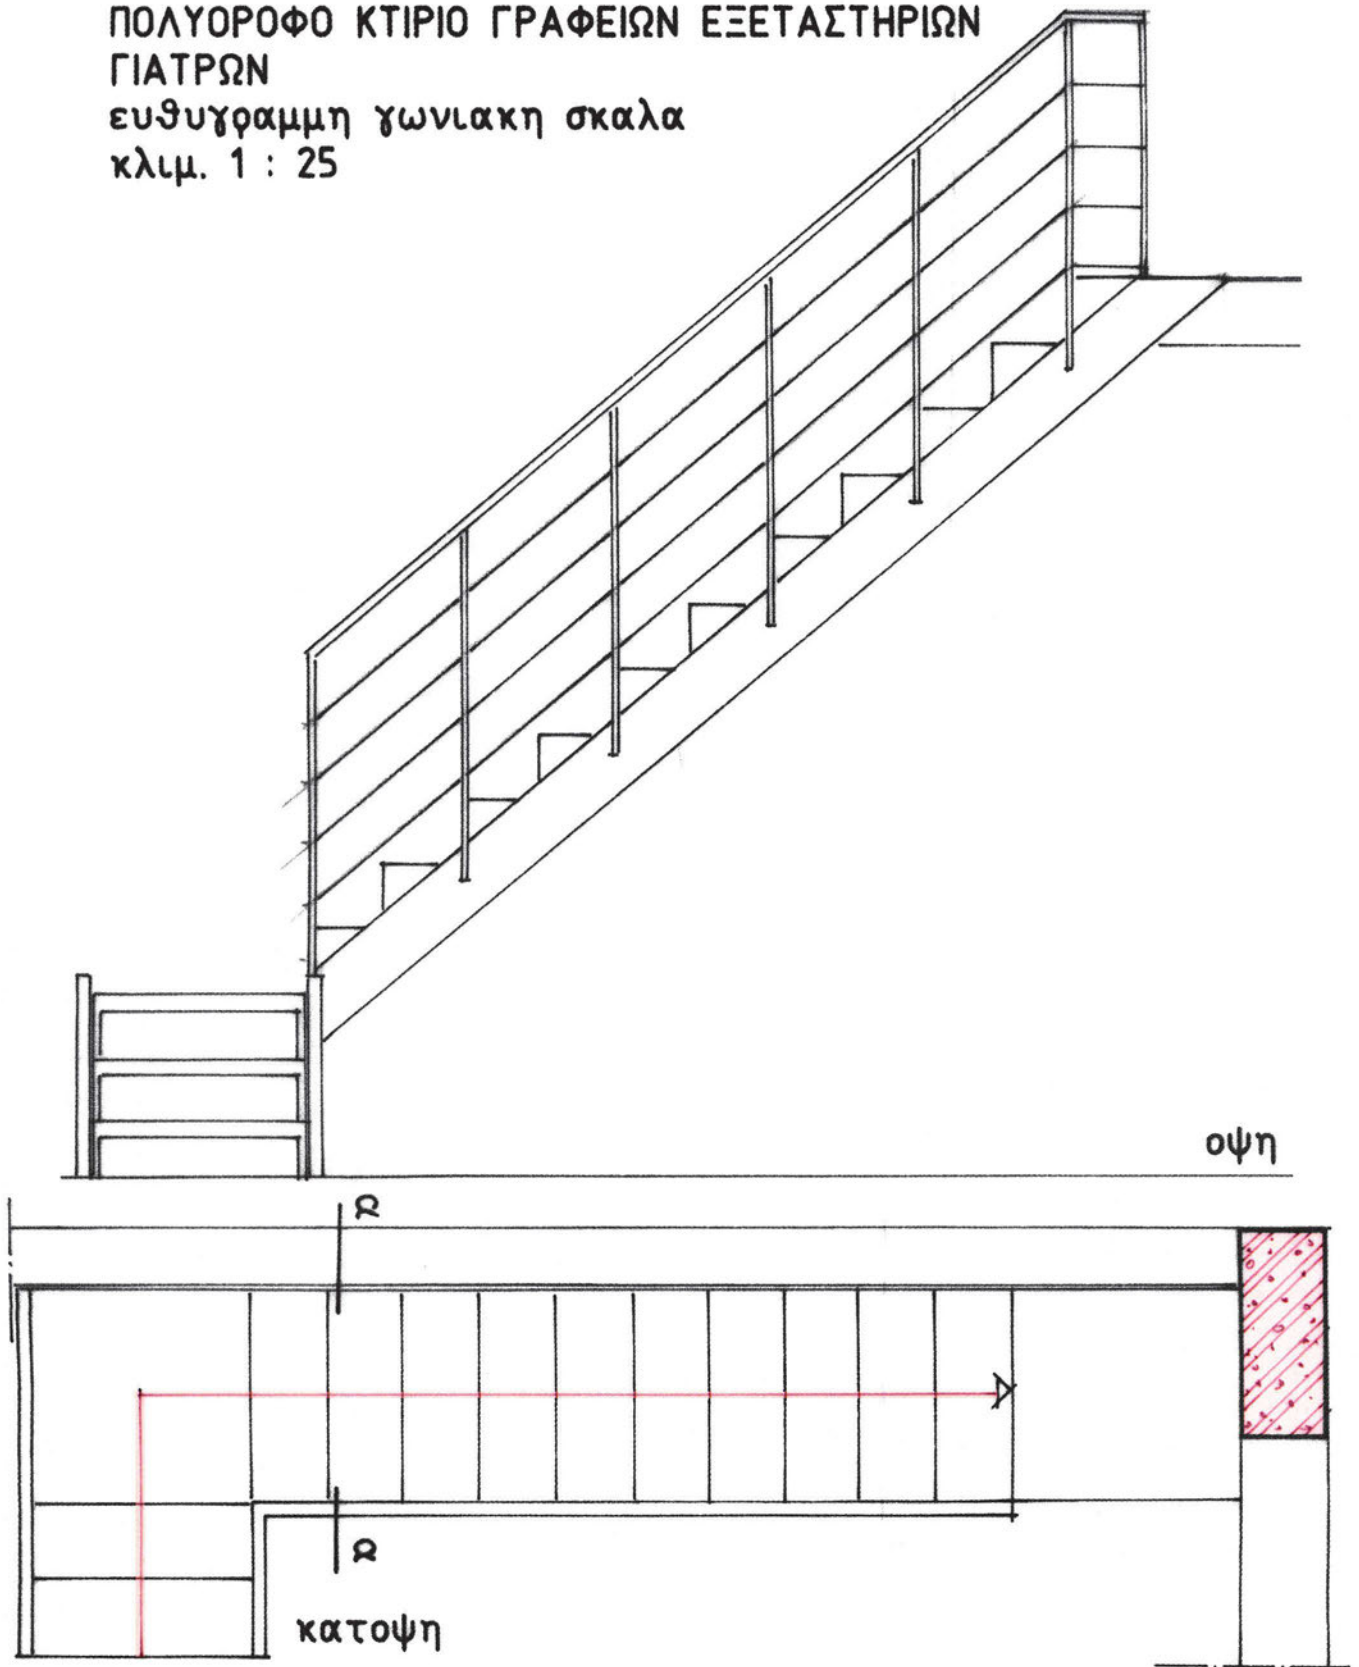 ΠΟΛΥΟΡΟΦΟ ΚΤΙΡΙΟ ΓΡΑΦΕΙΩΝ ΕΞΕΤΑΣΤΗΡΙΩΝ
ΓΙΑΤΡΩΝ
ευθυγραμμη γωνιακη σκαλα
κλιμ. 1 : 25
οψη
α
α
κατοψη